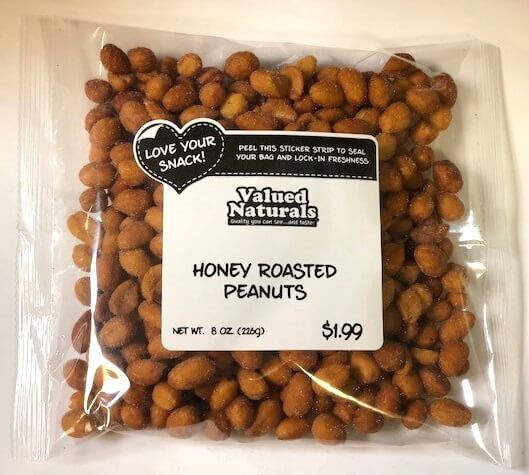 LOVE YOUR
SNACK!
PEEL THIS STICKER STRIP TO SEAL
YOUR BAG AND LOCK-IN FRESHNESS
Valued
Naturals
Quality you can see...and taste!
HONEY ROASTED
PEANUTS
NET WT. 8 OZ (226g)
$1.99